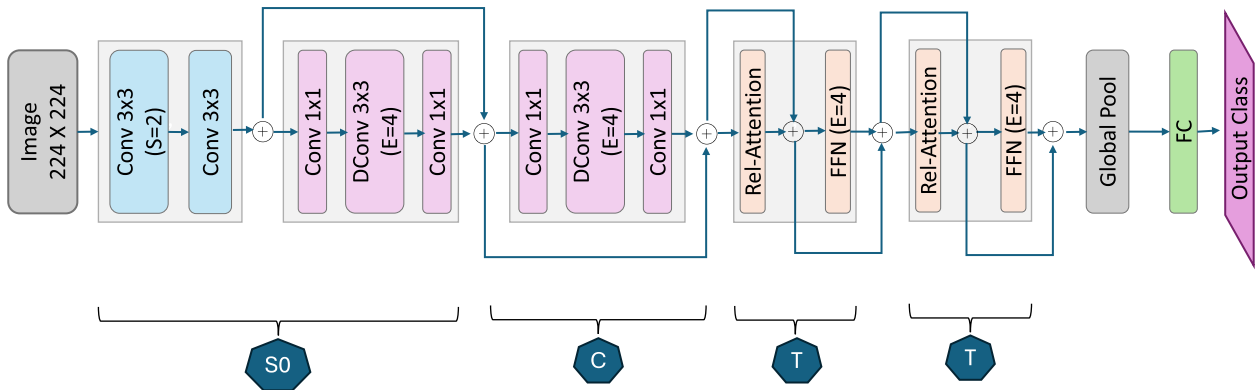 Image
224 X 224
Conv 3x3
(S=2)
Conv 3x3
+
Conv 1x1
DConv 3x3
(E=4)
Conv 1x1
+
Conv 1x1
DConv 3x3
(E=4)
Conv 1x1
+
Rel-Attention
+
FFN (E=4)
+
Rel-Attention
+
FFN (E=4)
+
Global Pool
FC
Output Class
S0
C
T
T